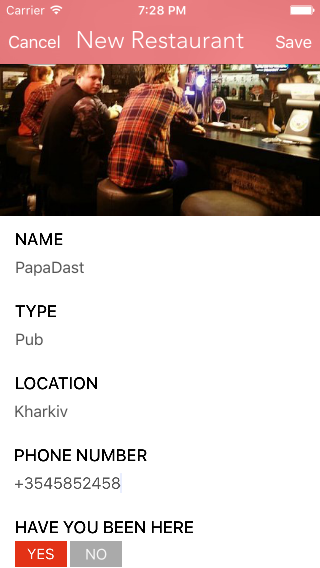 Carrier 7:28 PM
Cancel New Restaurant Save
NAME
PapaDast
TYPE
Pub
LOCATION
Kharkiv
PHONE NUMBER
+3545852458
HAVE YOU BEEN HERE
YES NO